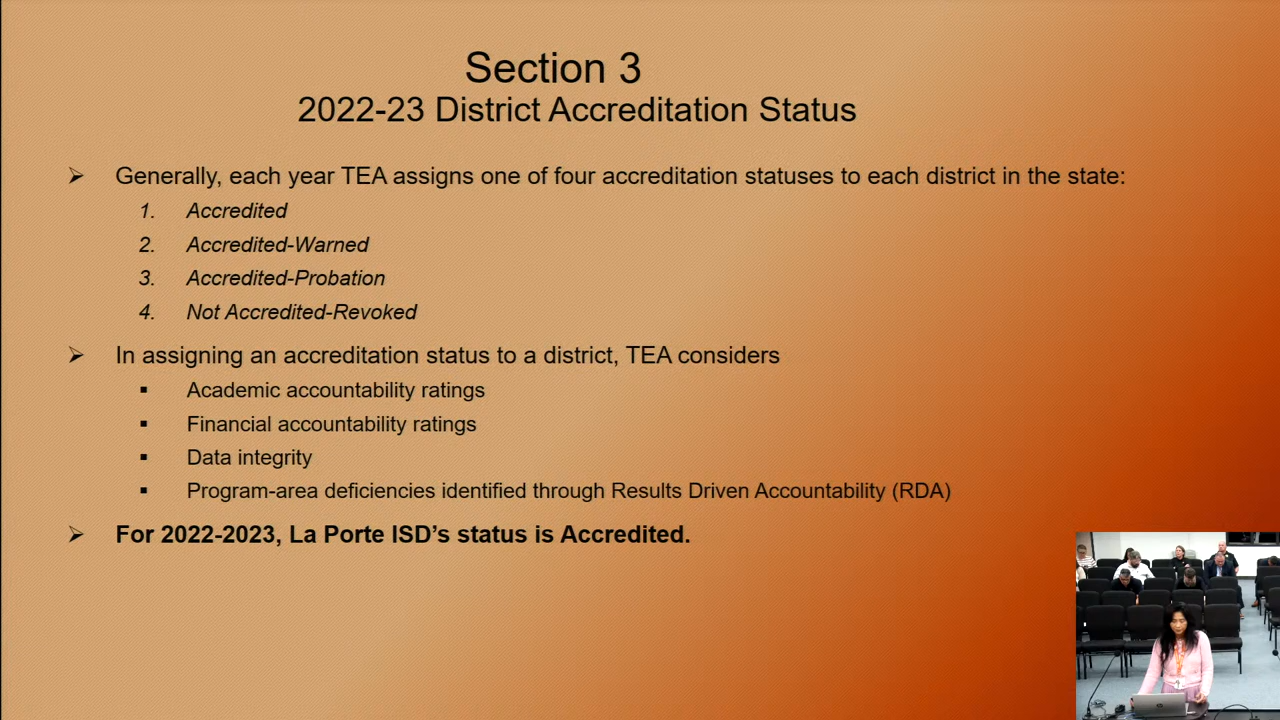 Section 3
2022-23 District Accreditation Status
Generally, each year TEA assigns one of four accreditation statuses to each district in the state:
1. Accredited
2. Accredited-Warned
3. Accredited-Probation
4. Not Accredited-Revoked
In assigning an accreditation status to a district, TEA considers
Academic accountability ratings
Financial accountability ratings
Data integrity
Program-area deficiencies identified through Results Driven Accountability (RDA)
For 2022-2023, La Porte ISD’s status is Accredited.